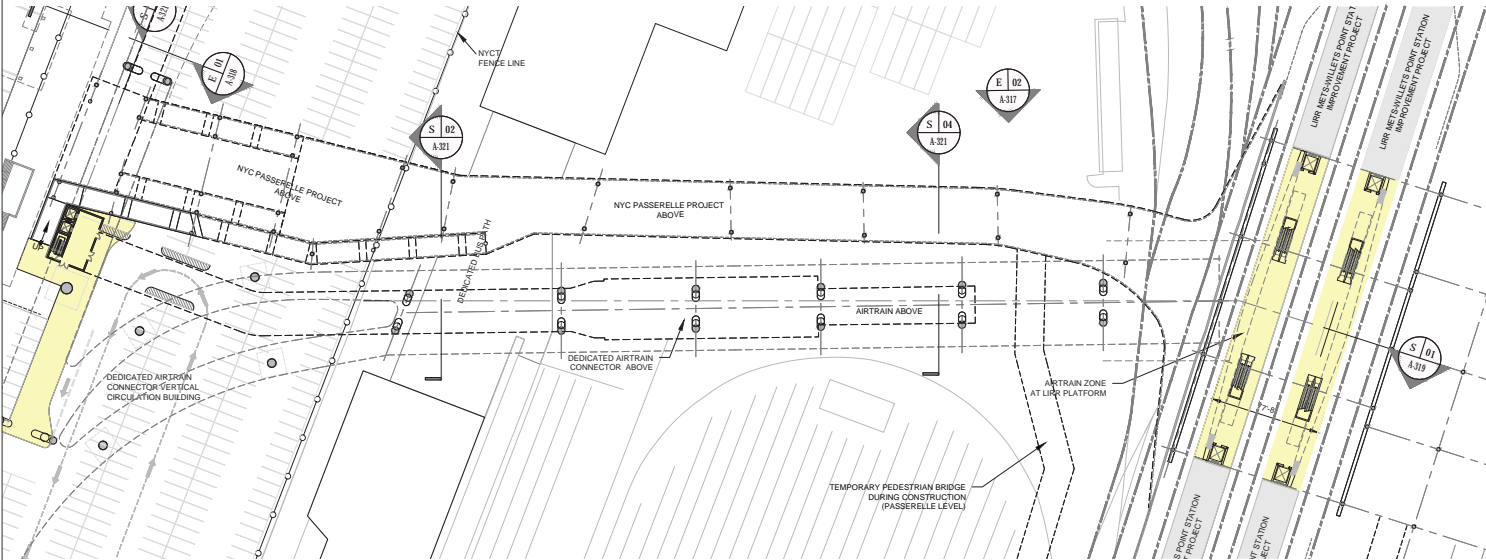 S
A-321
E 01
A-318
NYCT
FENCE LINE
E 02
A-317
LIRR METS-WILLETS POINT STATION
IMPROVEMENT PROJECT
LIRR METS-WILLETS POINT STATION
IMPROVEMENT PROJECT
S 02
A-321
S 04
A-321
NYC PASSERELLE PROJECT
ABOVE
NYC PASSERELLE PROJECT
ABOVE
UP
DEDICATED BUS PATH
AIRTRAIN ABOVE
DEDICATED AIRTRAIN
CONNECTOR ABOVE
DEDICATED AIRTRAIN
CONNECTOR VERTICAL
CIRCULATION BUILDING
AIRTRAIN ZONE
AT LIRR PLATFORM
S 01
A-319
TEMPORARY PEDESTRIAN BRIDGE
DURING CONSTRUCTION
(PASSERELLE LEVEL)
POINT STATION
PROJECT
STATION